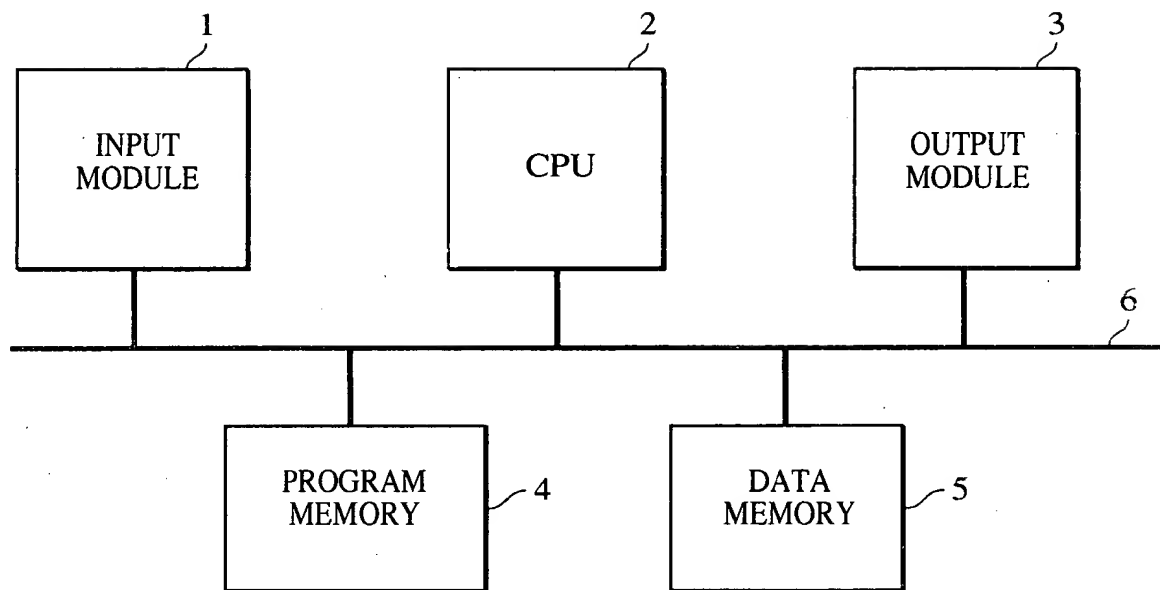 1
2
3
INPUT
MODULE
CPU
OUTPUT
MODULE
6
PROGRAM
MEMORY
4
DATA
MEMORY
5